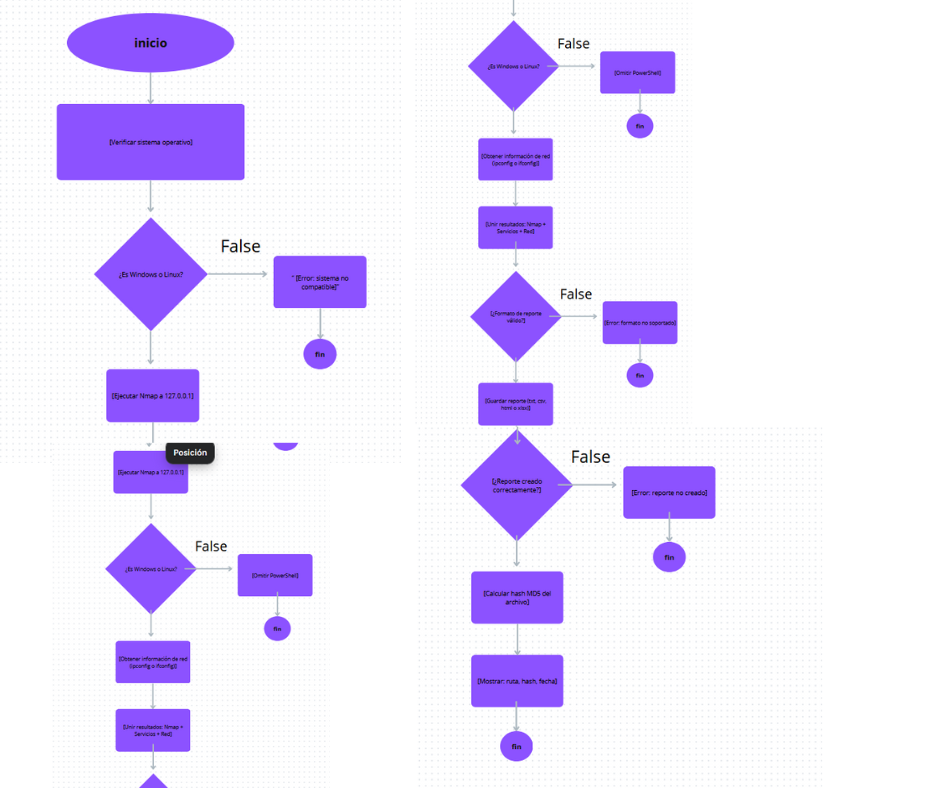 inicio
[Verificar sistema operativo]
¿Es Windows o Linux?
False
" [Error: sistema no
compatible]"
fin
[Ejecutar Nmap a 127.0.0.1]
Posición
[Ejecutar Nmap a 127.0.0.1]
¿Es Windows o Linux?
False
[Omitir PowerShell]
fin
[Obtener información de red
(ipconfig o ifconfig)]
[Unir resultados: Nmap +
Servicios + Red]
¿Es Windows o Linux?
False
[Omitir PowerShell]
fin
[Obtener información de red
(ipconfig o ifconfig)]
[Unir resultados: Nmap +
Servicios + Red]
[¿Formato de reporte
válido?]
False
[Error: formato no soportado]
fin
[Guardar reporte (txt, csv,
html o xlsx)]
[¿Reporte creado
correctamente?]
False
[Error: reporte no creado]
fin
[Calcular hash MD5 del
archivo]
[Mostrar: ruta, hash, fecha]
fin